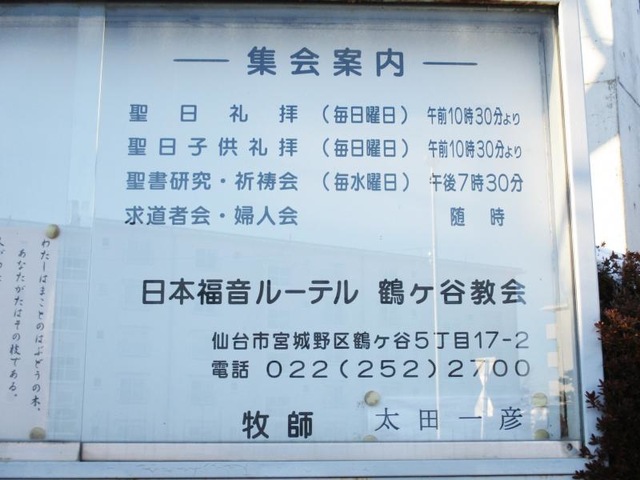 ― 集会案内 ―
聖日礼拝 (毎日曜日) 午前10時30分より
聖日子供礼拝 (毎日曜日) 午前10時30分より
聖書研究・祈祷会 (毎水曜日) 午後7時30分
求道者会・婦人会 随時
日本福音ルーテル 鶴ヶ谷教会
仙台市宮城野区鶴ヶ谷5丁目17-2
電話 022(252)2700
牧師 太田一彦
わたしはまことのぶどうの木、
あなたがたはその枝である。